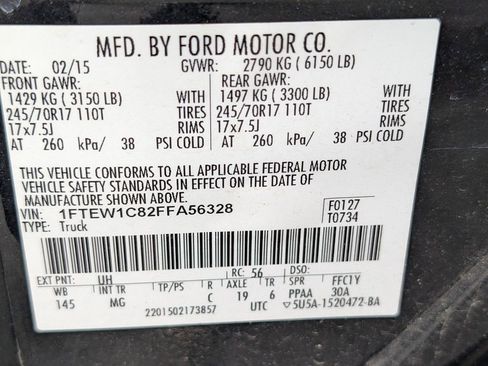 MFD. BY FORD MOTOR CO.
DATE: 02/15 GVWR: 2790 KG ( 6150 LB)
FRONT GAWR: REAR GAWR:
1429 KG ( 3150 LB) WITH 1497 KG ( 3300 LB) WITH
245/70R17 110T TIRES 245/70R17 110T TIRES
17x7.5J RIMS 17x7.5J RIMS
AT 260 kPa/ 38 PSI COLD AT 260 kPa/ 38 PSI COLD
THIS VEHICLE CONFORMS TO ALL APPLICABLE FEDERAL MOTOR
VEHICLE SAFETY STANDARDS IN EFFECT ON THE DATE OF
MANUFACTURE SHOWN ABOVE.
VIN: 1FTEW1C82FFA56328 F0127
TYPE: Truck T0734
EXT PNT: UH RC: 56 DSO:
WB INT TR TP/PS R AXLE TR SPR FFC1Y
145 MG C 19 6 PPAA 30A
2201502173857 UTC ▽5U5A-1520472-BA